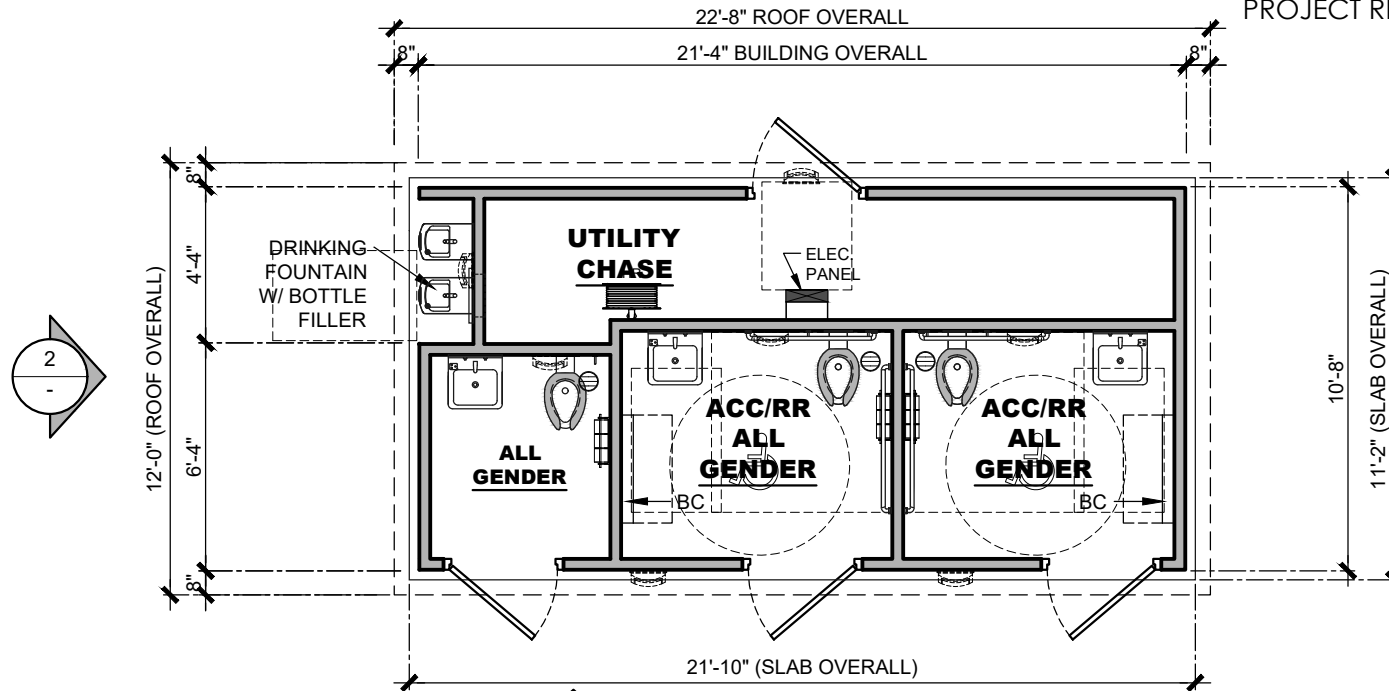 PROJECT
22'-8" ROOF OVERALL
8"
21'-4" BUILDING OVERALL
8"
12'-0" (ROOF OVERALL)
8"
4'-4"
6'-4"
8"
DRINKING
FOUNTAIN
W/ BOTTLE
FILLER
UTILITY
CHASE
ELEC
PANEL
2
-
ALL
GENDER
ACC/RR
ALL
GENDER
BC
ACC/RR
ALL
GENDER
BC
10'-8"
11'-2" (SLAB OVERALL)
21'-10" (SLAB OVERALL)